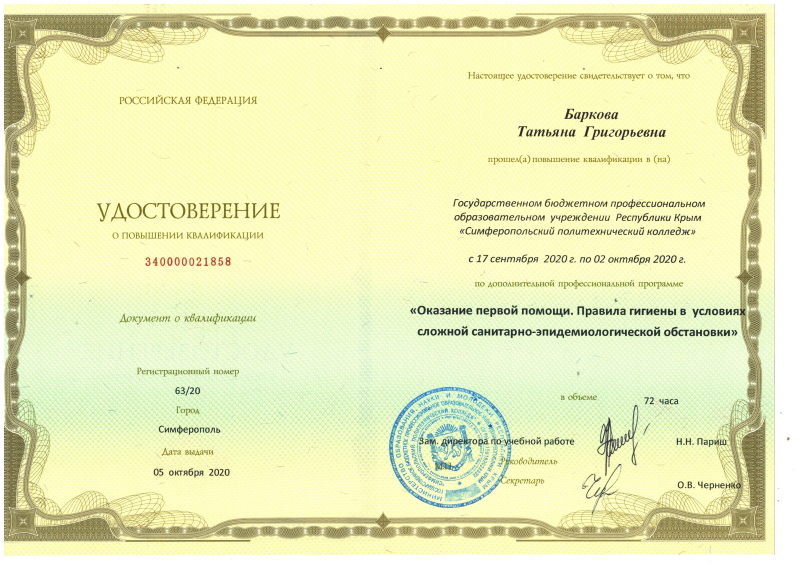 РОССИЙСКАЯ ФЕДЕРАЦИЯ
УДОСТОВЕРЕНИЕ
О ПОВЫШЕНИИ КВАЛИФИКАЦИИ
340000021858
Документ о квалификации
Регистрационный номер
63/20
Город
Симферополь
Дата выдачи
05 октября 2020
Настоящее удостоверение свидетельствует о том, что
Баркова
Татьяна Григорьевна
прошел(а) повышение квалификации в (на)
Государственном бюджетном профессиональном
образовательном учреждении Республики Крым
«Симферопольский политехнический колледж»
с 17 сентября 2020 г. по 02 октября 2020 г.
по дополнительной профессиональной программе
«Оказание первой помощи. Правила гигиены в условиях
сложной санитарно-эпидемиологической обстановки»
в объеме 72 часа
Зам. директора по учебной работе Н.Н. Париш
Руководитель
Секретарь О.В. Черненко